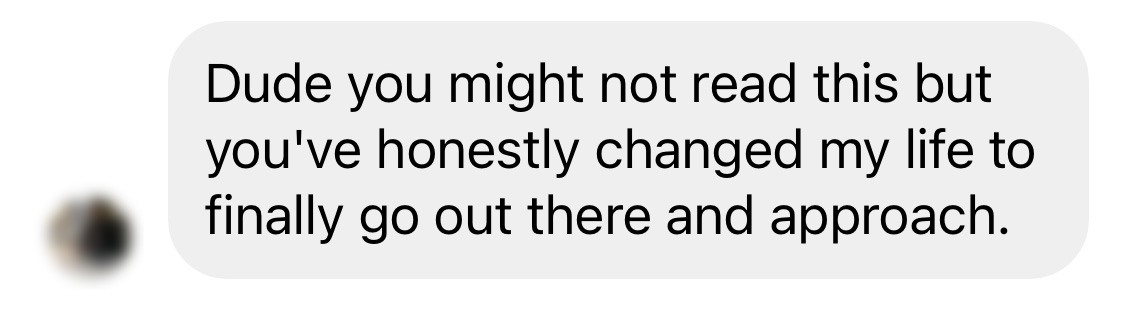 Dude you might not read this but
you've honestly changed my life to
finally go out there and approach.